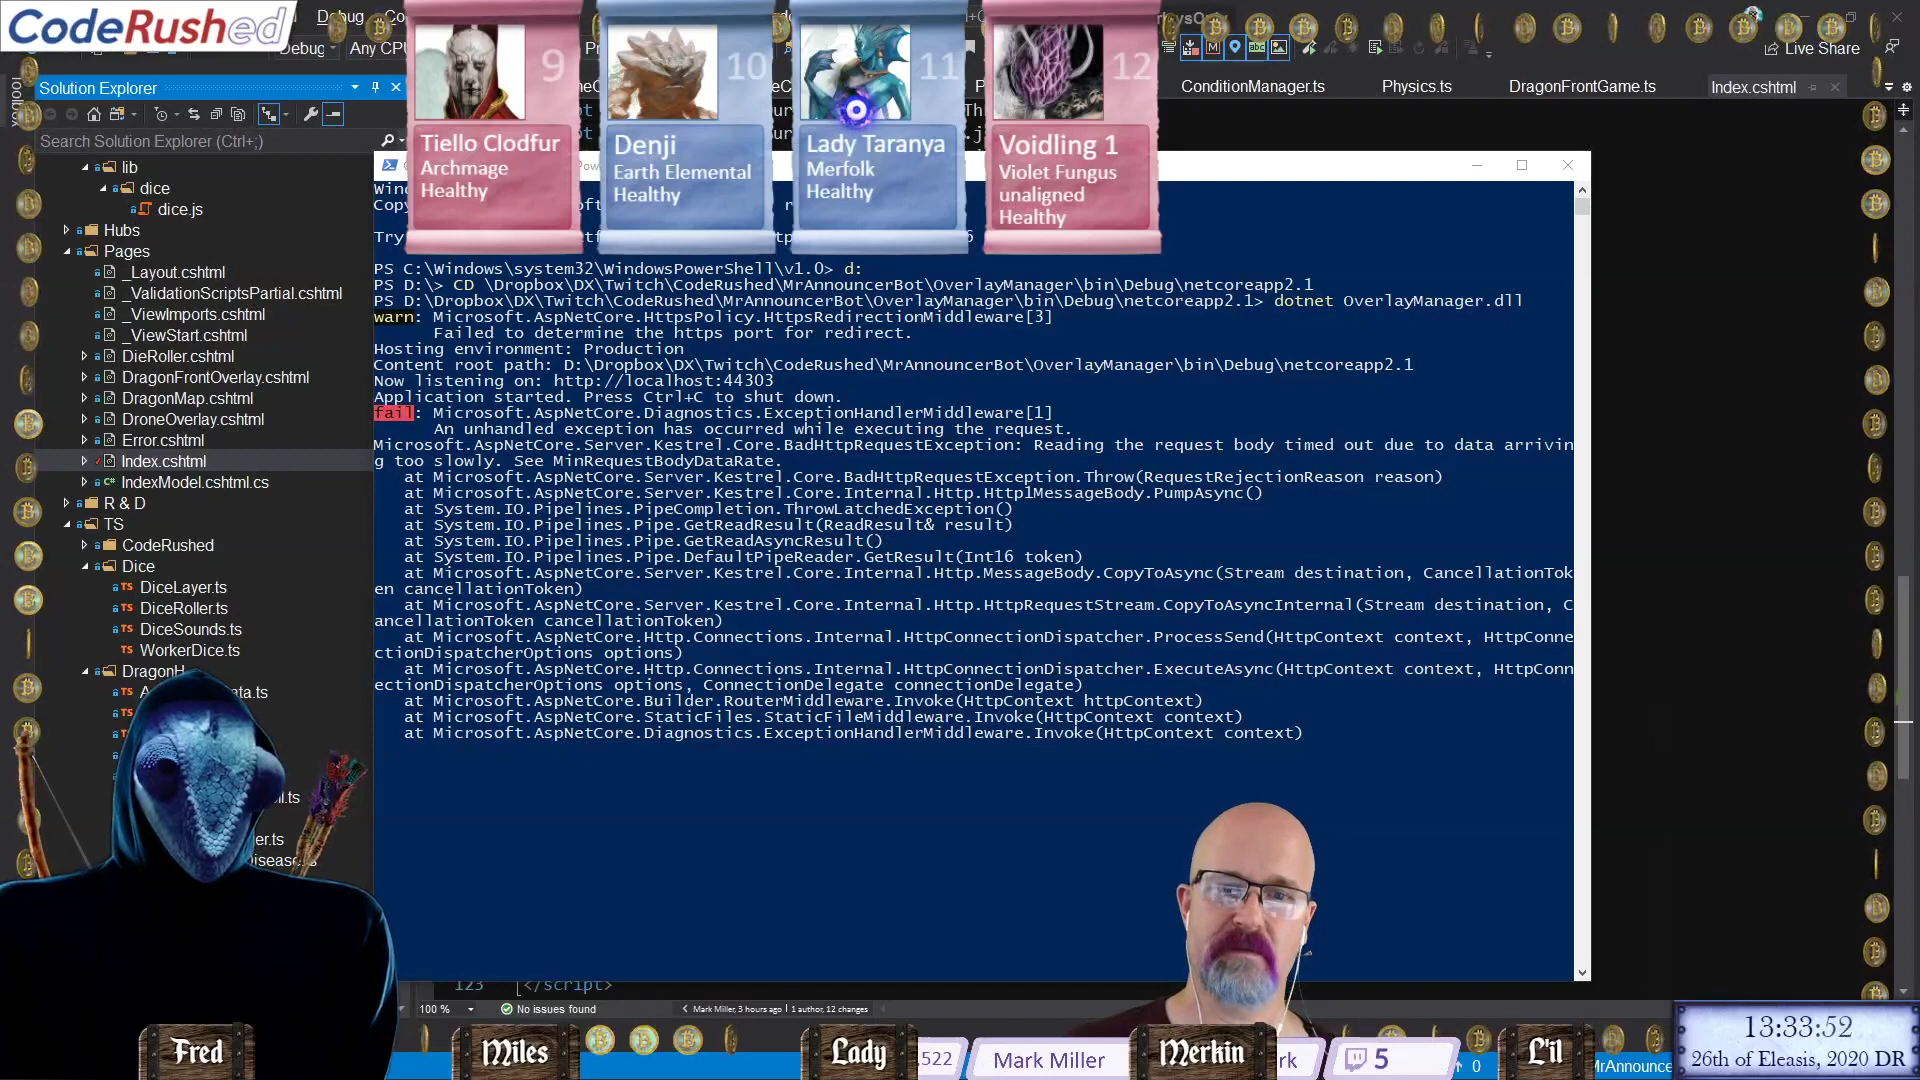 CodeRushed
Debug
Debug
Any CPU
Live Share
Solution Explorer
Search Solution Explorer (Ctrl+;)
ConditionManager.ts
Physics.ts
DragonFrontGame.ts
Index.cshtml
9
Tiello Clodfur
Archmage
Healthy
10
Denji
Earth Elemental
Healthy
11
Lady Taranya
Merfolk
Healthy
12
Voidling 1
Violet Fungus
unaligned
Healthy
lib
dice
dice.js
Hubs
Pages
_Layout.cshtml
_ValidationScriptsPartial.cshtml
_ViewImports.cshtml
_ViewStart.cshtml
DieRoller.cshtml
DragonFrontOverlay.cshtml
DragonMap.cshtml
DroneOverlay.cshtml
Error.cshtml
Index.cshtml
IndexModel.cshtml.cs
R & D
TS
CodeRushed
Dice
DiceLayer.ts
DiceRoller.ts
DiceSounds.ts
WorkerDice.ts
DragonH
Try
PS C:\Windows\system32\WindowsPowerShell\v1.0> d:
PS D:\> CD \Dropbox\DX\Twitch\CodeRushed\MrAnnouncerBot\OverlayManager\bin\Debug\netcoreapp2.1
PS D:\Dropbox\DX\Twitch\CodeRushed\MrAnnouncerBot\OverlayManager\bin\Debug\netcoreapp2.1> dotnet OverlayManager.dll
warn: Microsoft.AspNetCore.HttpsPolicy.HttpsRedirectionMiddleware[3]
Failed to determine the https port for redirect.
Hosting environment: Production
Content root path: D:\Dropbox\DX\Twitch\CodeRushed\MrAnnouncerBot\OverlayManager\bin\Debug\netcoreapp2.1
Now listening on: http://localhost:44303
Application started. Press Ctrl+C to shut down.
fail: Microsoft.AspNetCore.Diagnostics.ExceptionHandlerMiddleware[1]
An unhandled exception has occurred while executing the request.
Microsoft.AspNetCore.Server.Kestrel.Core.BadHttpRequestException: Reading the request body timed out due to data arrivin
g too slowly. See MinRequestBodyDataRate.
at Microsoft.AspNetCore.Server.Kestrel.Core.BadHttpRequestException.Throw(RequestRejectionReason reason)
at Microsoft.AspNetCore.Server.Kestrel.Core.Internal.Http.Http1MessageBody.PumpAsync()
at System.IO.Pipelines.PipeCompletion.ThrowLatchedException()
at System.IO.Pipelines.Pipe.GetReadResult(ReadResult& result)
at System.IO.Pipelines.Pipe.GetReadAsyncResult()
at System.IO.Pipelines.Pipe.DefaultPipeReader.GetResult(Int16 token)
at Microsoft.AspNetCore.Server.Kestrel.Core.Internal.Http.MessageBody.CopyToAsync(Stream destination, CancellationTok
en cancellationToken)
at Microsoft.AspNetCore.Server.Kestrel.Core.Internal.Http.HttpRequestStream.CopyToAsyncInternal(Stream destination, C
ancellationToken cancellationToken)
at Microsoft.AspNetCore.Http.Connections.Internal.HttpConnectionDispatcher.ProcessSend(HttpContext context, HttpConne
ctionDispatcherOptions options)
at Microsoft.AspNetCore.Http.Connections.Internal.HttpConnectionDispatcher.ExecuteAsync(HttpContext context, HttpConn
ectionDispatcherOptions options, ConnectionDelegate connectionDelegate)
at Microsoft.AspNetCore.Builder.RouterMiddleware.Invoke(HttpContext httpContext)
at Microsoft.AspNetCore.StaticFiles.StaticFileMiddleware.Invoke(HttpContext context)
at Microsoft.AspNetCore.Diagnostics.ExceptionHandlerMiddleware.Invoke(HttpContext context)
123 </script>
100 %
No issues found
Mark Miller, 3 hours ago | 1 author, 12 changes
Fred
Miles
Lady
522
Mark Miller
Merkin
rk
5
0
L'il
MrAnnounce
13:33:52
26th of Eleasis, 2020 DR